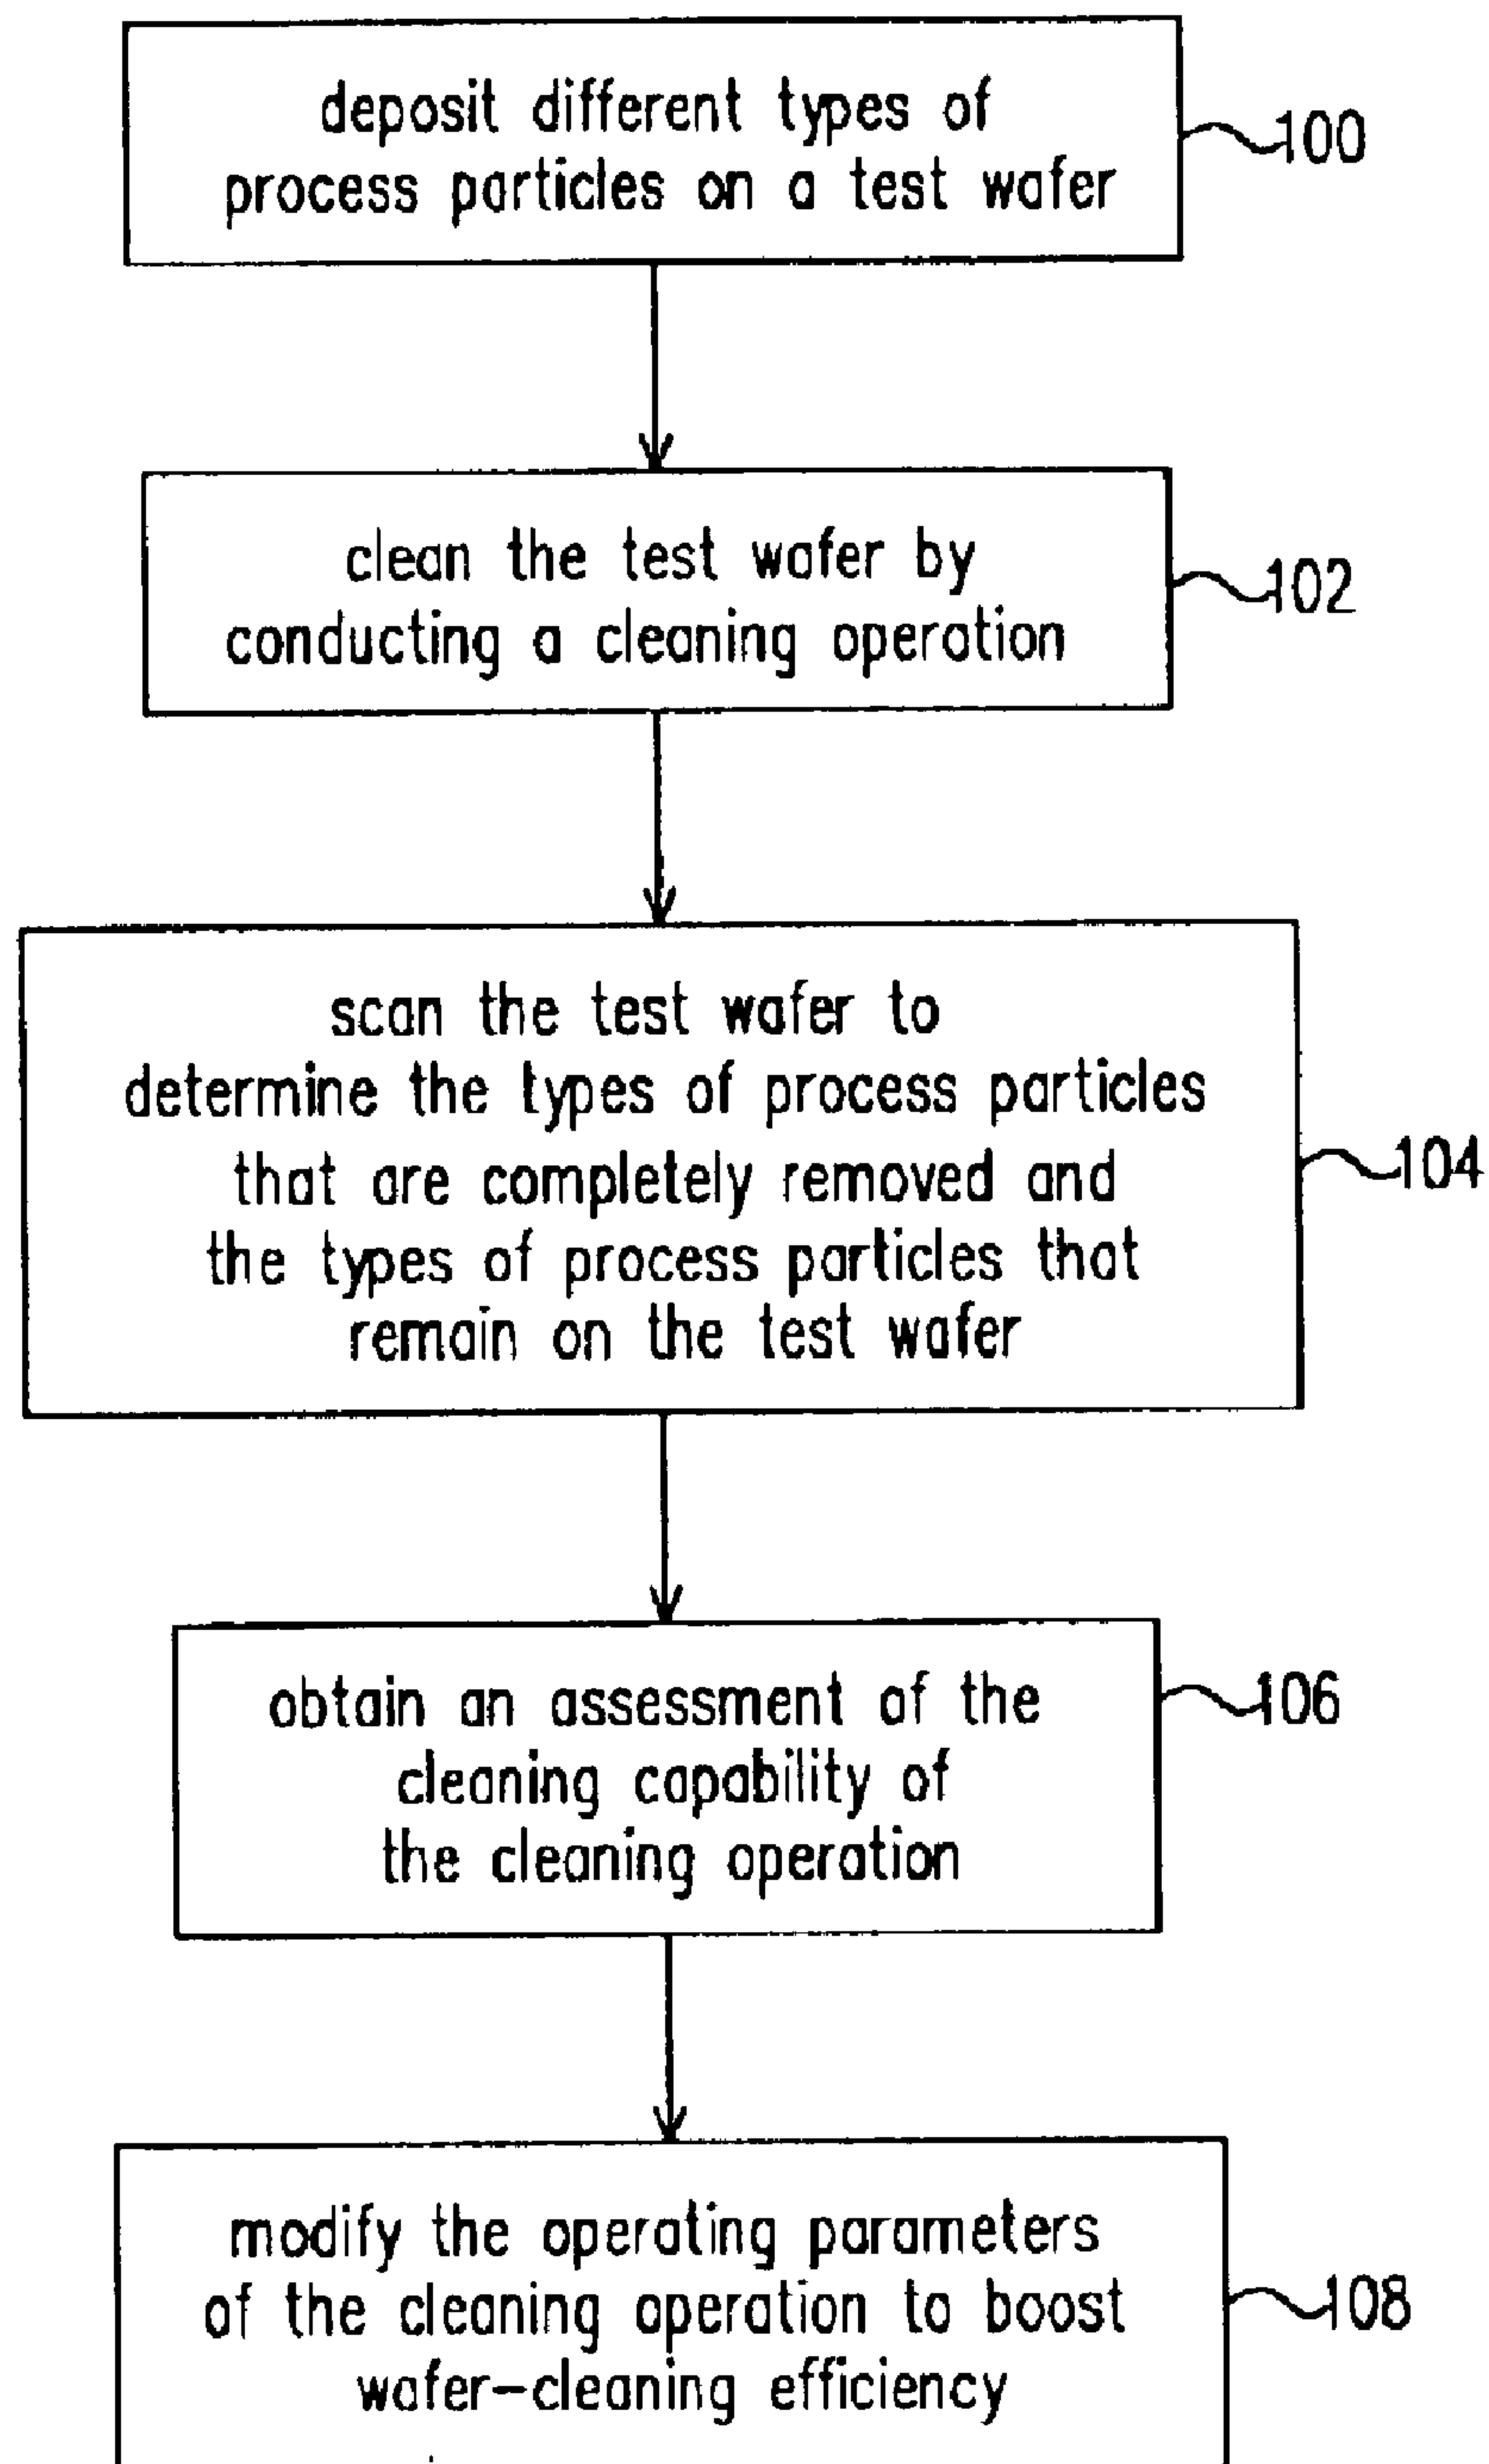 deposit different types of
process particles on a test wafer
100
clean the test wafer by
conducting a cleaning operation
102
scan the test wafer to
determine the types of process particles
that are completely removed and
the types of process particles that
remain on the test wafer
104
obtain an assessment of the
cleaning capability of
the cleaning operation
106
modify the operating parameters
of the cleaning operation to boost
wafer-cleaning efficiency
108